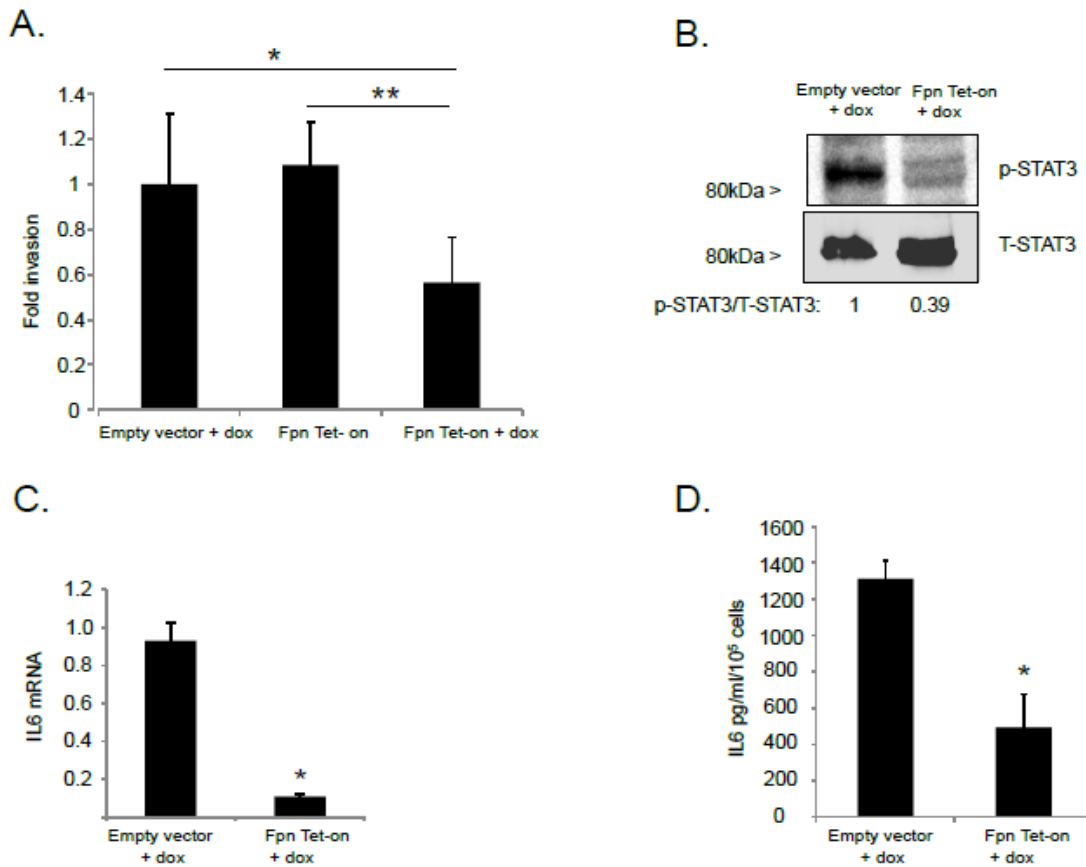 A.
*
**
1.4
1.2
1
0.8
0.6
0.4
0.2
0
Fold invasion
Empty vector + dox
Fpn Tet- on
Fpn Tet-on + dox
B.
Empty vector
+ dox
Fpn Tet-on
+ dox
p-STAT3
80kDa >
T-STAT3
80kDa >
p-STAT3/T-STAT3: 1 0.39
C.
1.2
1.0
0.8
0.6
0.4
0.2
IL6 mRNA
*
Empty vector
+ dox
Fpn Tet-on
+ dox
D.
1600
1400
1200
1000
800
600
400
200
0
IL6 pg/ml/10⁵ cells
*
Empty vector
+ dox
Fpn Tet-on
+ dox